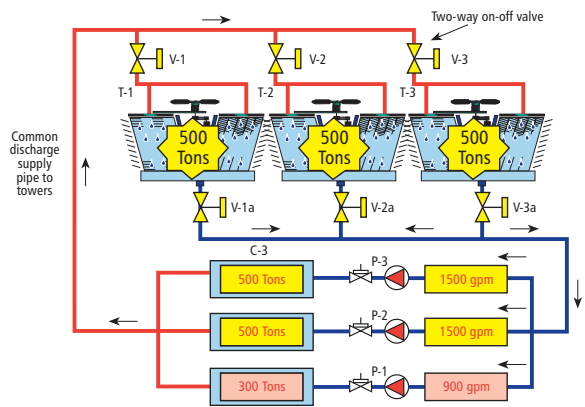 Two-way on-off valve
V-1
V-2
V-3
T-1
T-2
T-3
500
Tons
500
Tons
500
Tons
Common
discharge
supply
pipe to
towers
V-1a
V-2a
V-3a
C-3
P-3
500 Tons
1500 gpm
P-2
500 Tons
1500 gpm
P-1
300 Tons
900 gpm